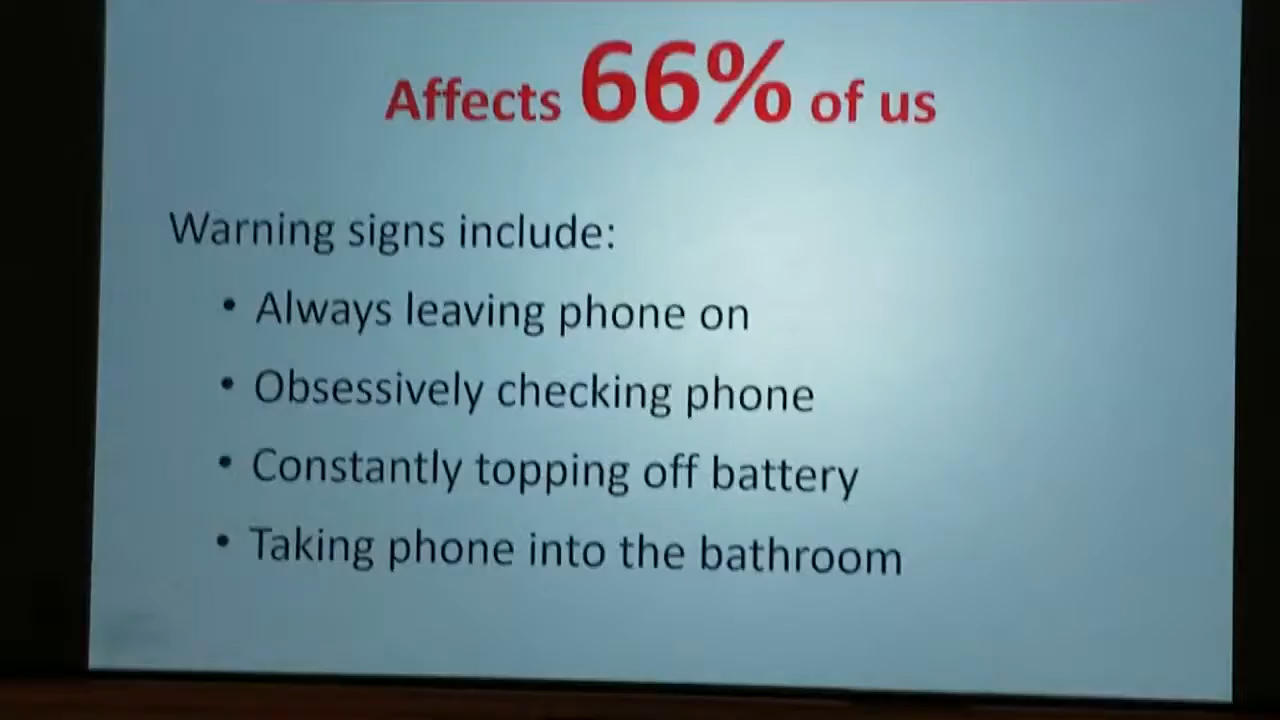 Affects 66% of us
Warning signs include:
• Always leaving phone on
• Obsessively checking phone
• Constantly topping off battery
• Taking phone into the bathroom